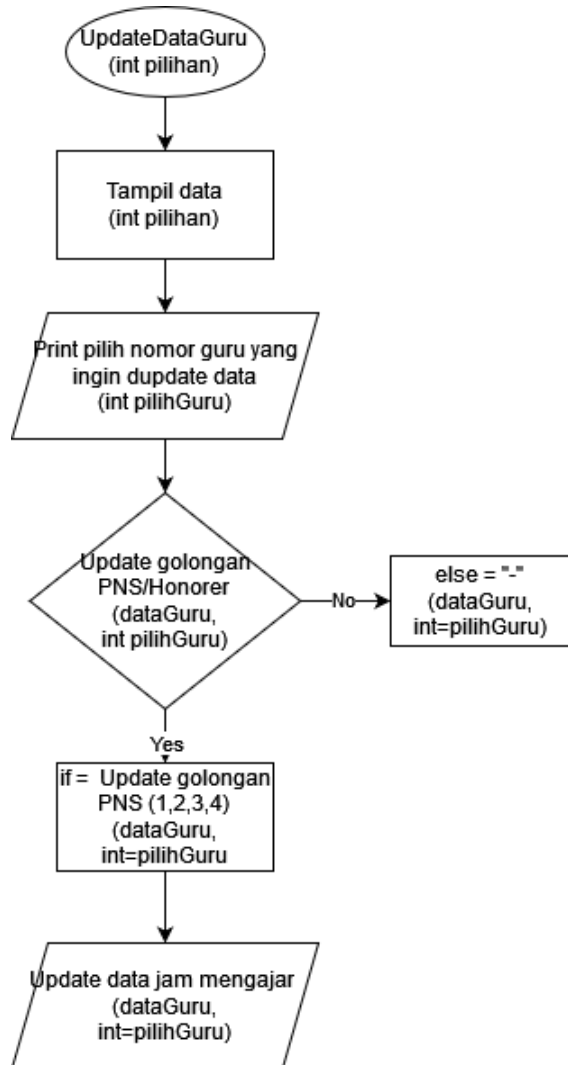 UpdateDataGuru
(int pilihan)
Tampil data
(int pilihan)
Print pilih nomor guru yang
ingin dupdate data
(int pilihGuru)
Update golongan
PNS/Honorer
(dataGuru,
int pilihGuru)
No
else = "-"
(dataGuru,
int=pilihGuru)
Yes
if = Update golongan
PNS (1,2,3,4)
(dataGuru,
int=pilihGuru
Update data jam mengajar
(dataGuru,
int=pilihGuru)